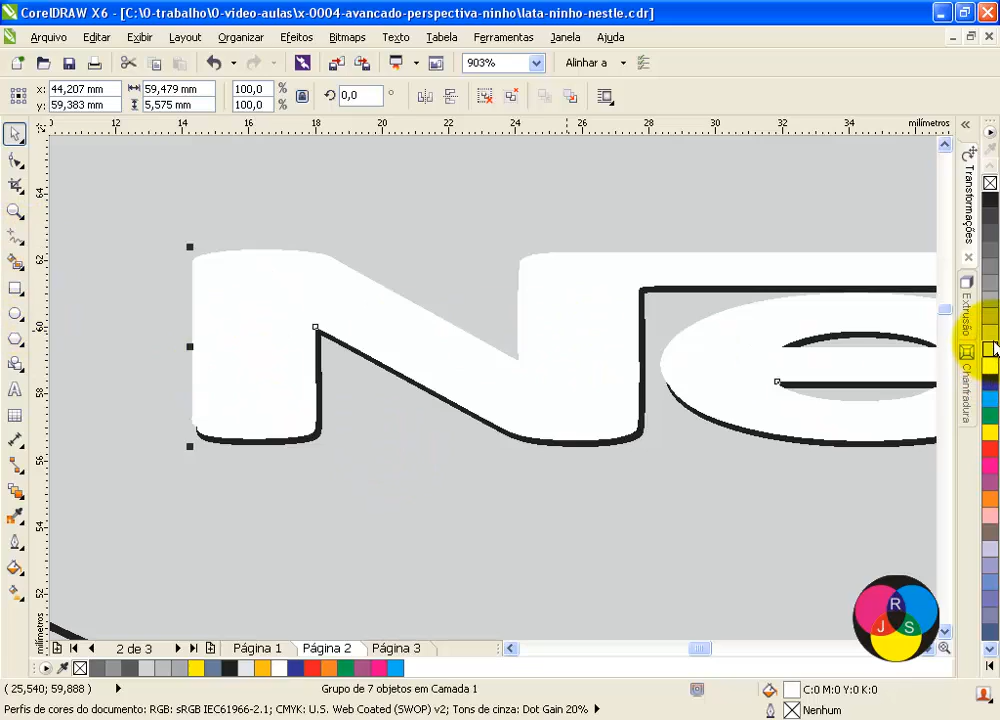 CorelDRAW X6 - [C:\0-trabalho\0-video-aulas\x-0004-avancado-perspectiva-ninho\lata-ninho-nestle.cdr]
Arquivo Editar Exibir Layout Organizar Efeitos Bitmaps Texto Tabela Ferramentas Janela Ajuda
903% Alinhar a
x: 44,207 mm 59,479 mm 100,0 % 0,0 °
y: 59,383 mm 5,575 mm 100,0 %
12 14 16 18 20 22 24 26 28 30 32 34 milímetros
64
62
60
58
56
54
52
milímetros
Ne
Transformações
Extrusão
Chanfradura
R
J S
2 de 3 Página 1 Página 2 Página 3
( 25,540; 59,888 ) Grupo de 7 objetos em Camada 1 C:0 M:0 Y:0 K:0
Perfis de cores do documento: RGB: sRGB IEC61966-2.1; CMYK: U.S. Web Coated (SWOP) v2; Tons de cinza: Dot Gain 20% Nenhum